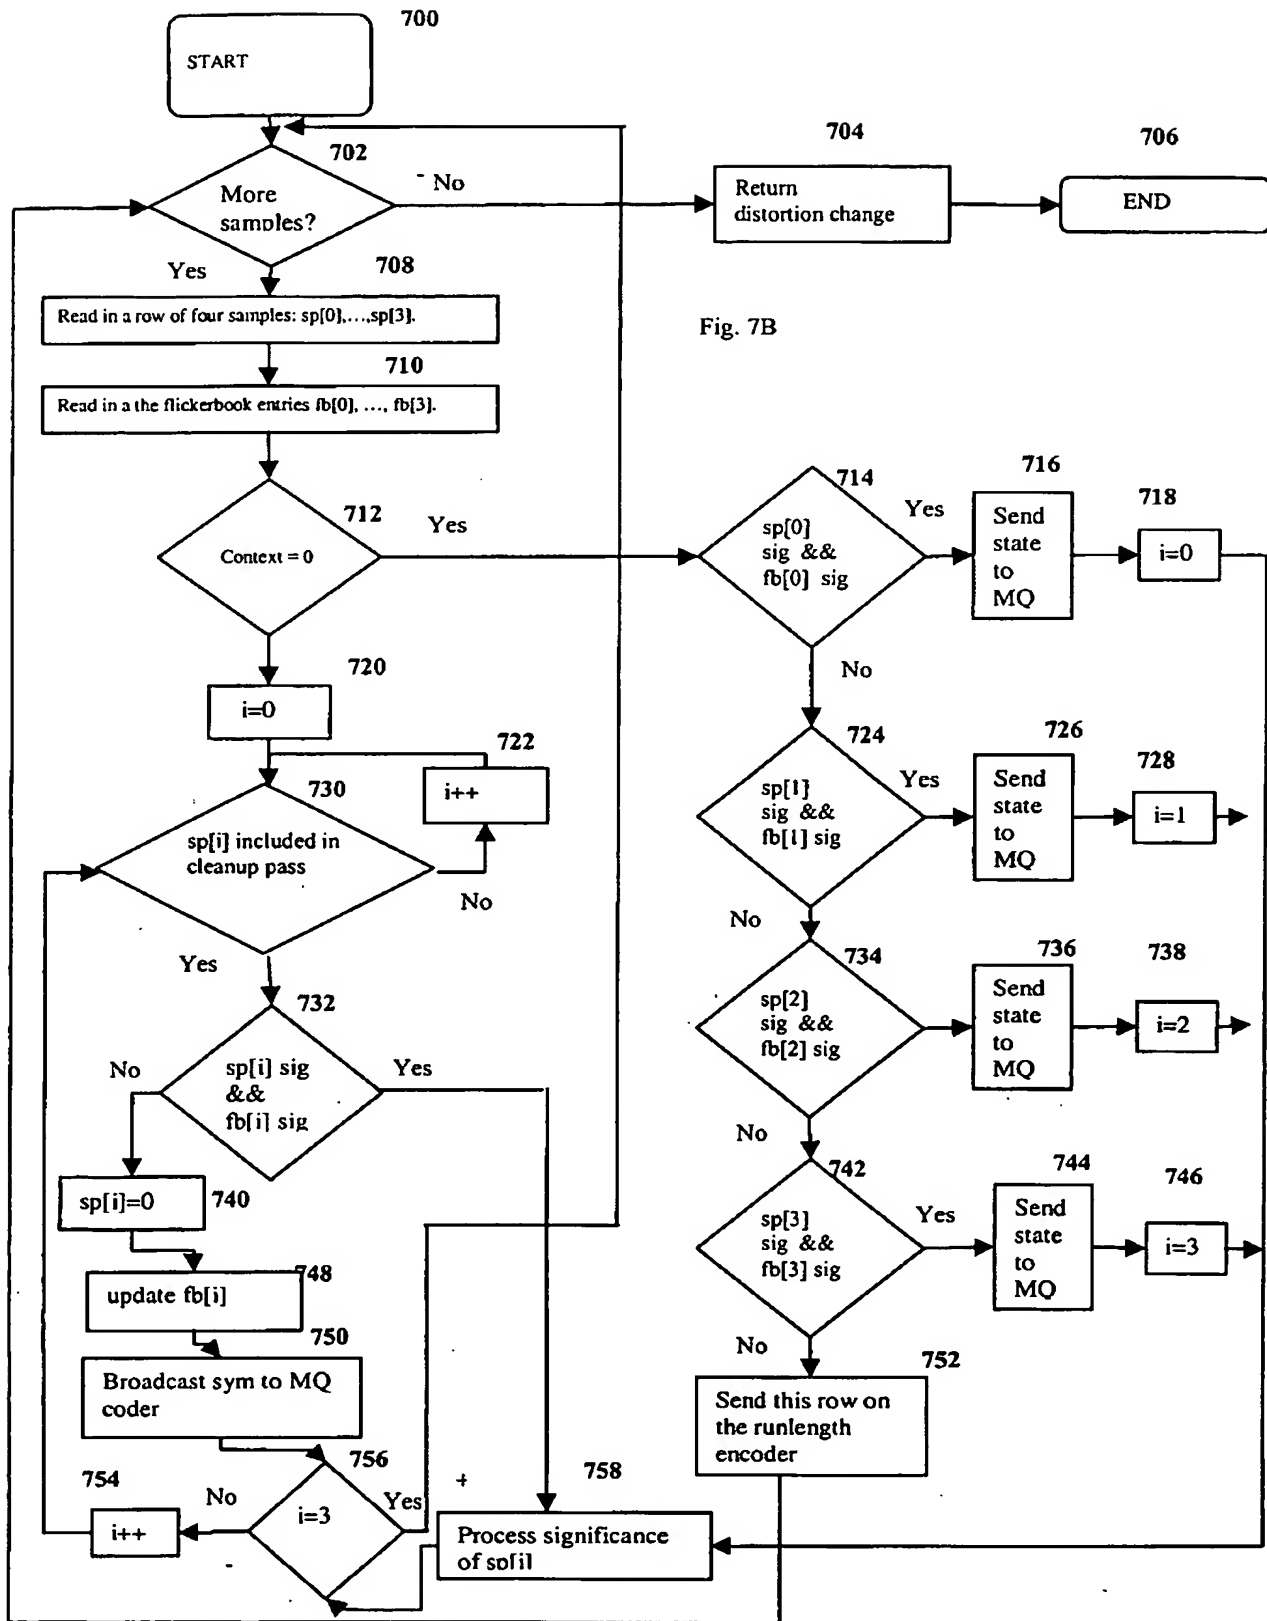 700
START
702
More
samples?
No
704
Return
distortion change
706
END
Yes
708
Read in a row of four samples: sp[0],...,sp[3].
Fig. 7B
710
Read in a the flickerbook entries fb[0], ..., fb[3].
712
Context = 0
Yes
714
sp[0]
sig &&
fb[0] sig
Yes
716
Send
state
to
MQ
718
i=0
No
720
i=0
722
i++
730
sp[i] included in
cleanup pass
No
Yes
724
sp[1]
sig &&
fb[1] sig
Yes
726
Send
state
to
MQ
728
i=1
No
734
sp[2]
sig &&
fb[2] sig
736
Send
state
to
MQ
738
i=2
No
732
sp[i] sig
&&
fb[i] sig
No
Yes
740
sp[i]=0
742
sp[3]
sig &&
fb[3] sig
Yes
744
Send
state
to
MQ
746
i=3
No
748
update fb[i]
750
Broadcast sym to MQ
coder
752
Send this row on
the runlength
encoder
754
i++
No
756
i=3
Yes
758
Process significance
of sp[i]